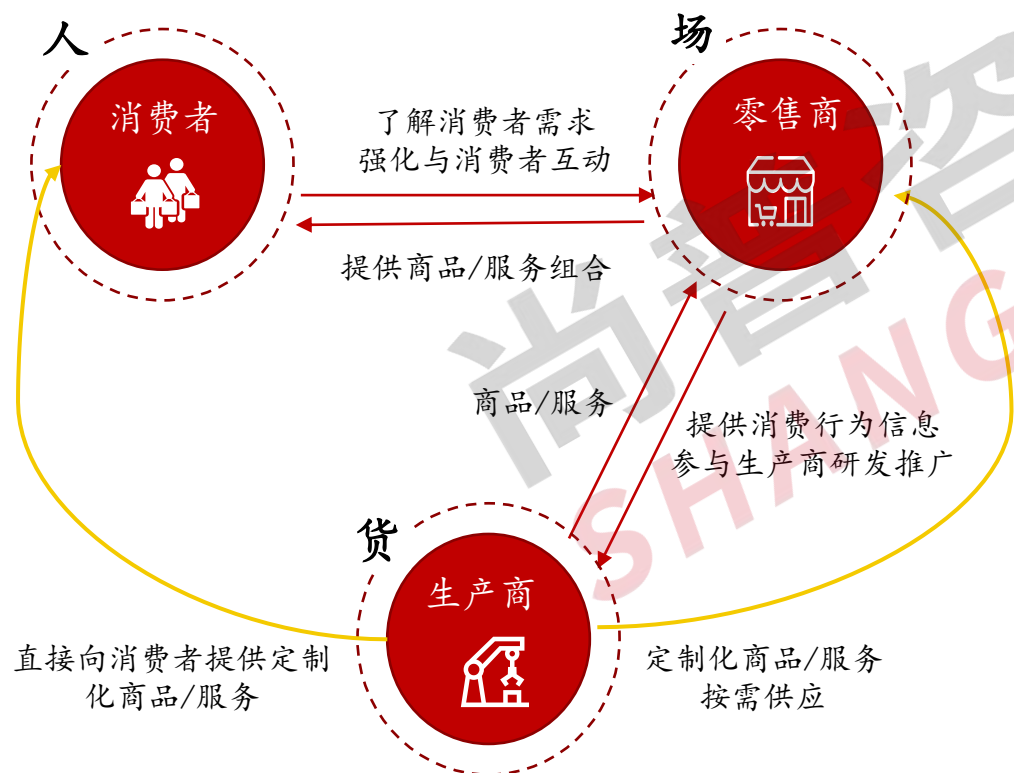 人
消费者
场
零售商
了解消费者需求
强化与消费者互动
提供商品/服务组合
商品/服务
提供消费行为信息
参与生产商研发推广
货
生产商
直接向消费者提供定制
化商品/服务
定制化商品/服务
按需供应
尚普咨
SHANG